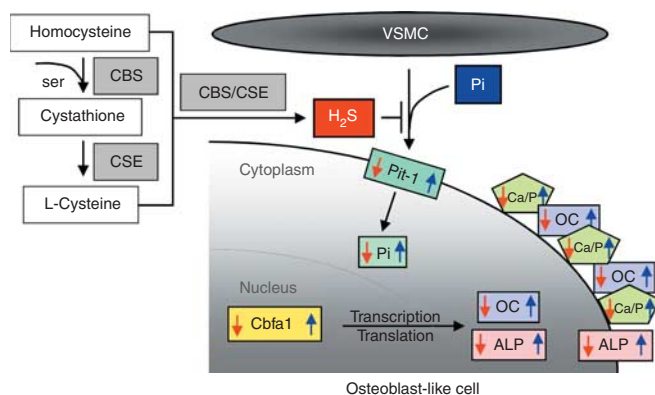 Homocysteine
ser
CBS
Cystathione
CSE
L-Cysteine
CBS/CSE
H₂S
VSMC
Pi
Cytoplasm
Pit-1
Pi
Nucleus
Cbfa1
Transcription
Translation
OC
ALP
Ca/P
OC
Ca/P
OC
Ca/P
ALP
Osteoblast-like cell